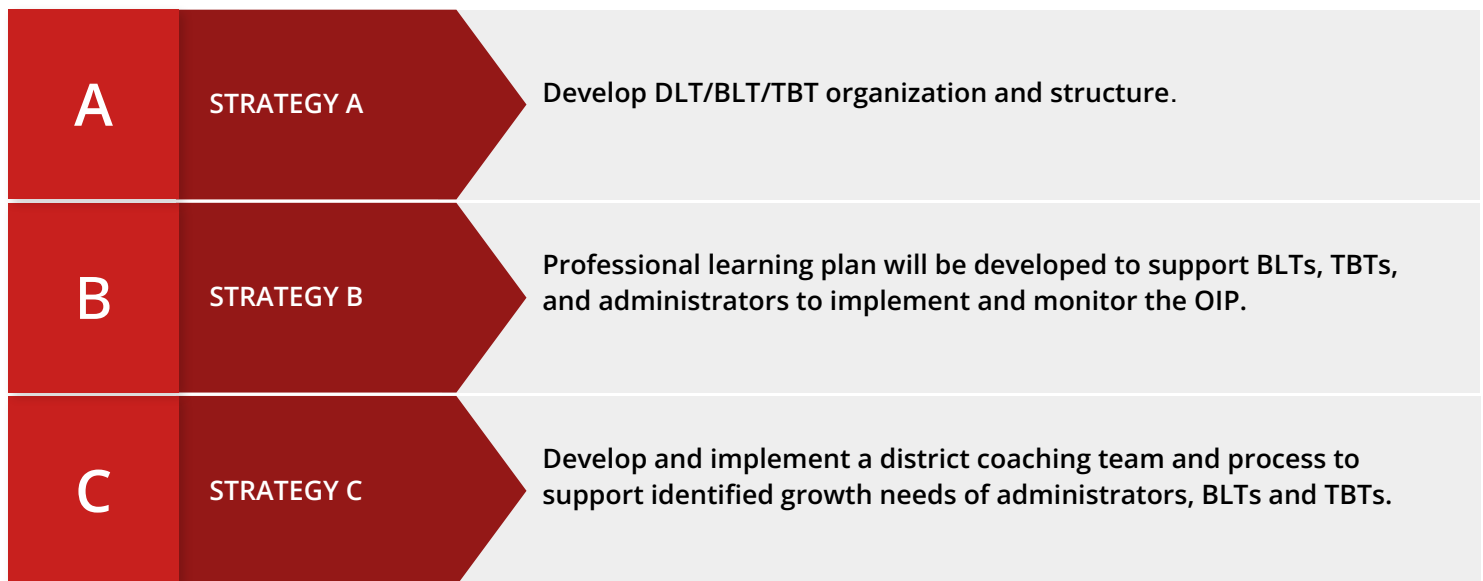 A
STRATEGY A
Develop DLT/BLT/TBT organization and structure.
B
STRATEGY B
Professional learning plan will be developed to support BLTs, TBTs,
and administrators to implement and monitor the OIP.
C
STRATEGY C
Develop and implement a district coaching team and process to
support identified growth needs of administrators, BLTs and TBTs.